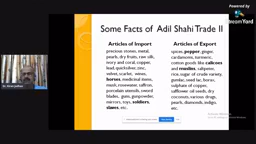 Powered by
StreamYard
Some Facts of Adil Shahi Trade II
Articles of Import
precious stones, metal,
pearls, dry fruits, raw silk,
ivory and coral, copper,
lead, quicksilver, zinc,
velvet, scarlet, wines,
horses, medicinal items,
musk, rosewater, saffron,
porcelain utensils, sword
blades, guns, gunpowder,
mirrors, toys, soldiers,
slaves, etc.
Articles of Export
spices, pepper, grapes,
cardamoms, turmeric,
cotton goods like calicoes
and muslins, saltpetre,
rice, sugar of crude variety,
gumlac, seed lac, borax,
sulphate of copper,
safflower oil seeds, dry
coconuts, various drugs,
pearls, diamonds, indigo,
etc.